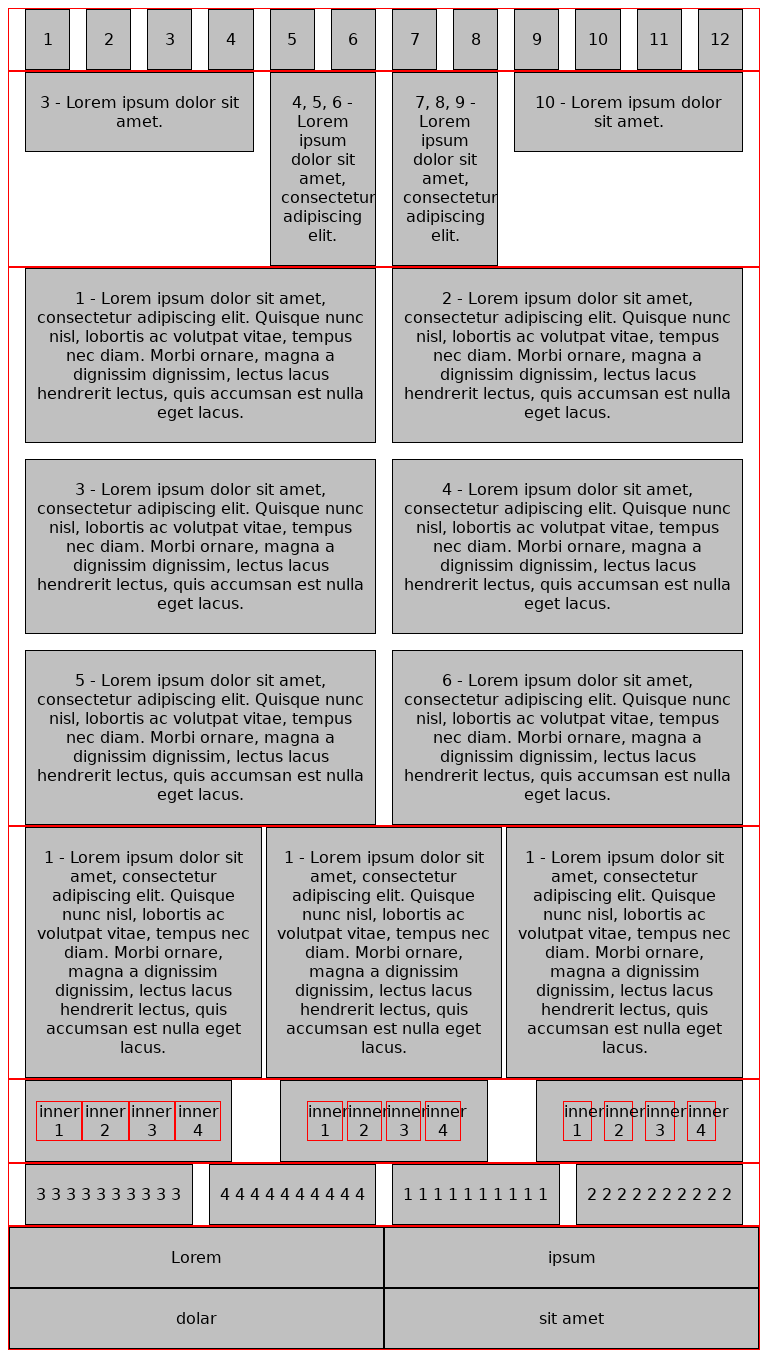 1 2 3 4 5 6 7 8 9 10 11 12
3 - Lorem ipsum dolor sit
amet.
4, 5, 6 -
Lorem
ipsum
dolor sit
amet,
consectetur
adipiscing
elit.
7, 8, 9 -
Lorem
ipsum
dolor sit
amet,
consectetur
adipiscing
elit.
10 - Lorem ipsum dolor
sit amet.
1 - Lorem ipsum dolor sit amet,
consectetur adipiscing elit. Quisque nunc
nisl, lobortis ac volutpat vitae, tempus
nec diam. Morbi ornare, magna a
dignissim dignissim, lectus lacus
hendrerit lectus, quis accumsan est nulla
eget lacus.
2 - Lorem ipsum dolor sit amet,
consectetur adipiscing elit. Quisque nunc
nisl, lobortis ac volutpat vitae, tempus
nec diam. Morbi ornare, magna a
dignissim dignissim, lectus lacus
hendrerit lectus, quis accumsan est nulla
eget lacus.
3 - Lorem ipsum dolor sit amet,
consectetur adipiscing elit. Quisque nunc
nisl, lobortis ac volutpat vitae, tempus
nec diam. Morbi ornare, magna a
dignissim dignissim, lectus lacus
hendrerit lectus, quis accumsan est nulla
eget lacus.
4 - Lorem ipsum dolor sit amet,
consectetur adipiscing elit. Quisque nunc
nisl, lobortis ac volutpat vitae, tempus
nec diam. Morbi ornare, magna a
dignissim dignissim, lectus lacus
hendrerit lectus, quis accumsan est nulla
eget lacus.
5 - Lorem ipsum dolor sit amet,
consectetur adipiscing elit. Quisque nunc
nisl, lobortis ac volutpat vitae, tempus
nec diam. Morbi ornare, magna a
dignissim dignissim, lectus lacus
hendrerit lectus, quis accumsan est nulla
eget lacus.
6 - Lorem ipsum dolor sit amet,
consectetur adipiscing elit. Quisque nunc
nisl, lobortis ac volutpat vitae, tempus
nec diam. Morbi ornare, magna a
dignissim dignissim, lectus lacus
hendrerit lectus, quis accumsan est nulla
eget lacus.
1 - Lorem ipsum dolor sit
amet, consectetur
adipiscing elit. Quisque
nunc nisl, lobortis ac
volutpat vitae, tempus nec
diam. Morbi ornare,
magna a dignissim
dignissim, lectus lacus
hendrerit lectus, quis
accumsan est nulla eget
lacus.
1 - Lorem ipsum dolor sit
amet, consectetur
adipiscing elit. Quisque
nunc nisl, lobortis ac
volutpat vitae, tempus nec
diam. Morbi ornare,
magna a dignissim
dignissim, lectus lacus
hendrerit lectus, quis
accumsan est nulla eget
lacus.
1 - Lorem ipsum dolor sit
amet, consectetur
adipiscing elit. Quisque
nunc nisl, lobortis ac
volutpat vitae, tempus nec
diam. Morbi ornare,
magna a dignissim
dignissim, lectus lacus
hendrerit lectus, quis
accumsan est nulla eget
lacus.
inner inner inner inner
1 2 3 4
inner inner inner inner
1 2 3 4
inner inner inner inner
1 2 3 4
3 3 3 3 3 3 3 3 3 3
4 4 4 4 4 4 4 4 4 4
1 1 1 1 1 1 1 1 1 1
2 2 2 2 2 2 2 2 2 2
Lorem
ipsum
dolar
sit amet